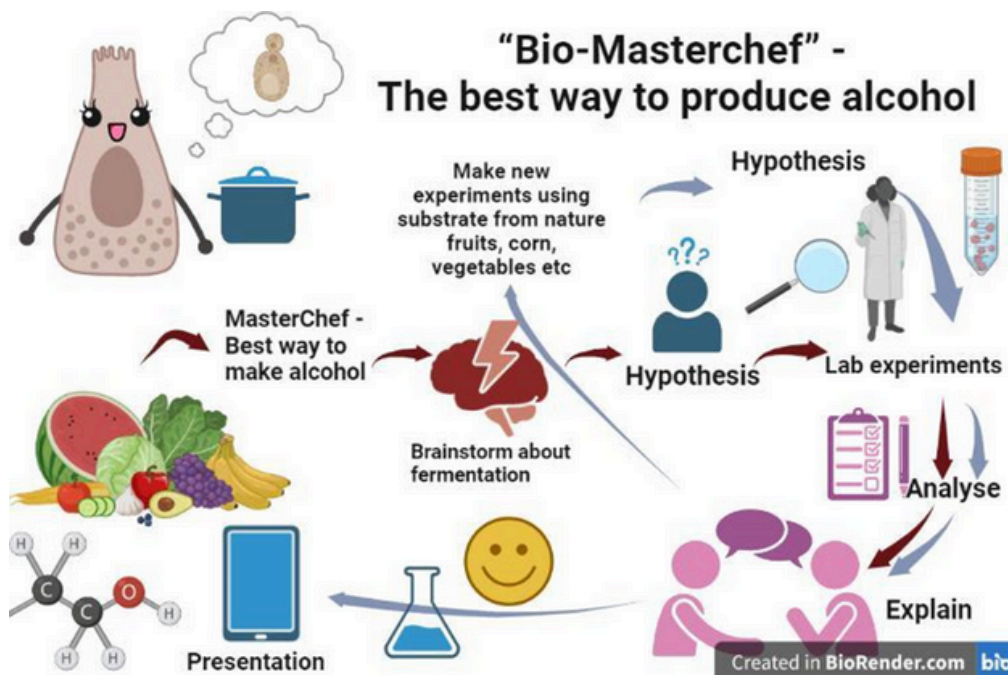 “Bio-Masterchef” -
The best way to produce alcohol
Make new
experiments using
substrate from nature
fruits, corn,
vegetables etc
Hypothesis
???
MasterChef -
Best way to
make alcohol
Brainstorm about
fermentation
Hypothesis
Lab experiments
Analyse
Explain
H H
C C O H
H H
Presentation
Created in BioRender.com bio